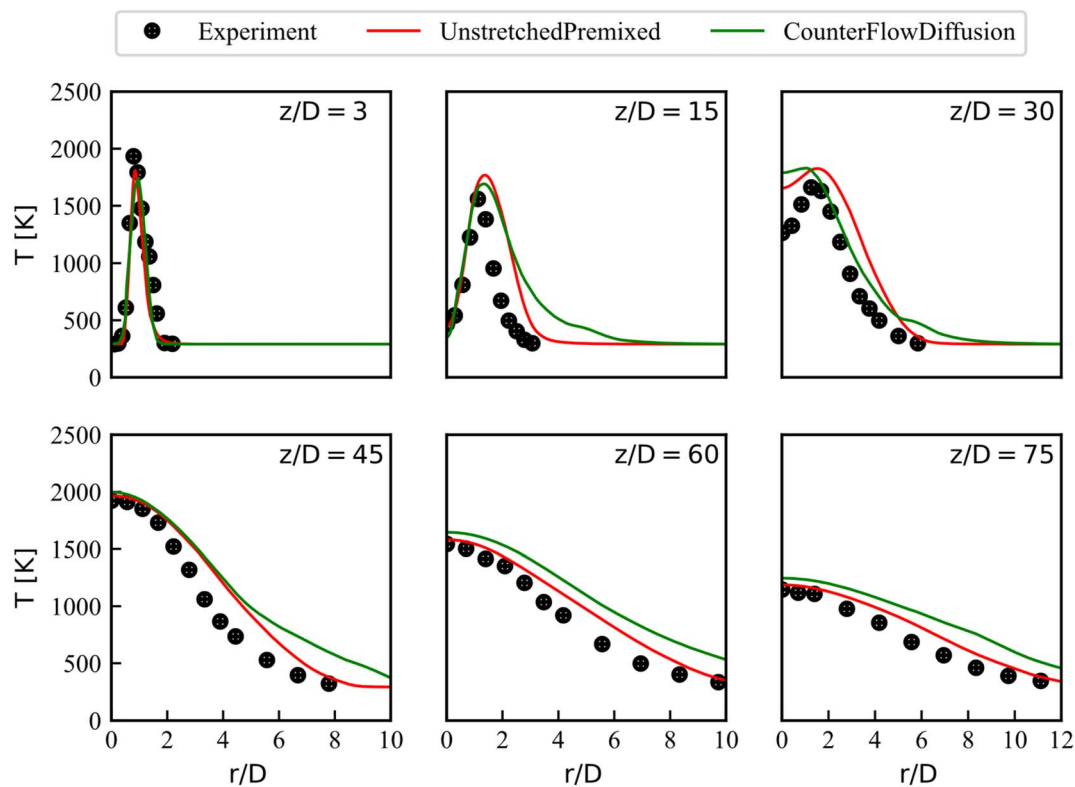 Experiment UnstretchedPremixed CounterFlowDiffusion
z/D = 3
z/D = 15
z/D = 30
2500
2000
1500
1000
500
0
T [K]
z/D = 45
z/D = 60
z/D = 75
2500
2000
1500
1000
500
0
T [K]
0 2 4 6 8 10
0 2 4 6 8 10
0 2 4 6 8 10 12
r/D
r/D
r/D